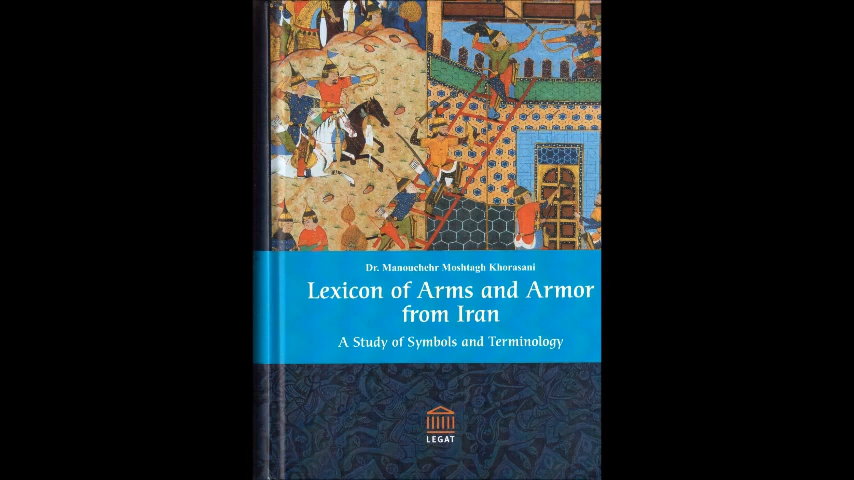 Dr. Manouchehr Moshtagh Khorasani
Lexicon of Arms and Armor
from Iran
A Study of Symbols and Terminology
LEGAT